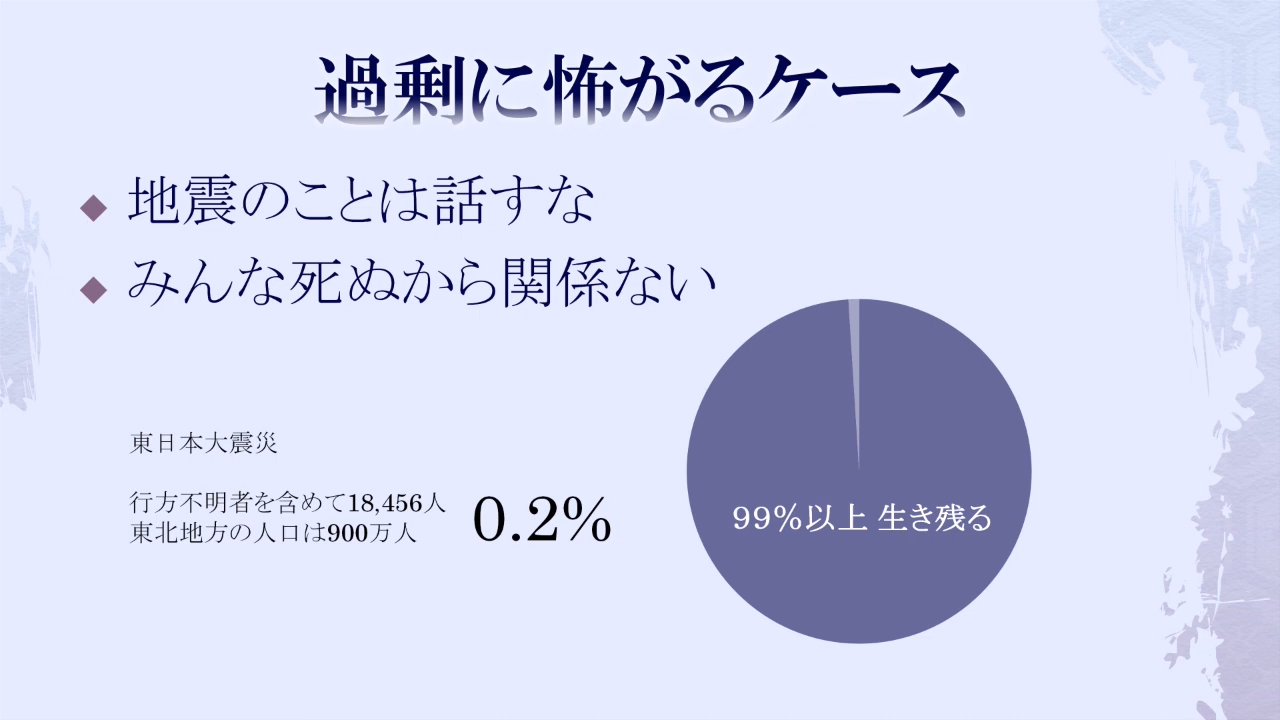 過剰に怖がるケース
地震のことは話すな
みんな死ぬから関係ない
東日本大震災
行方不明者を含めて18,456人
東北地方の人口は900万人
0.2%
99%以上 生き残る